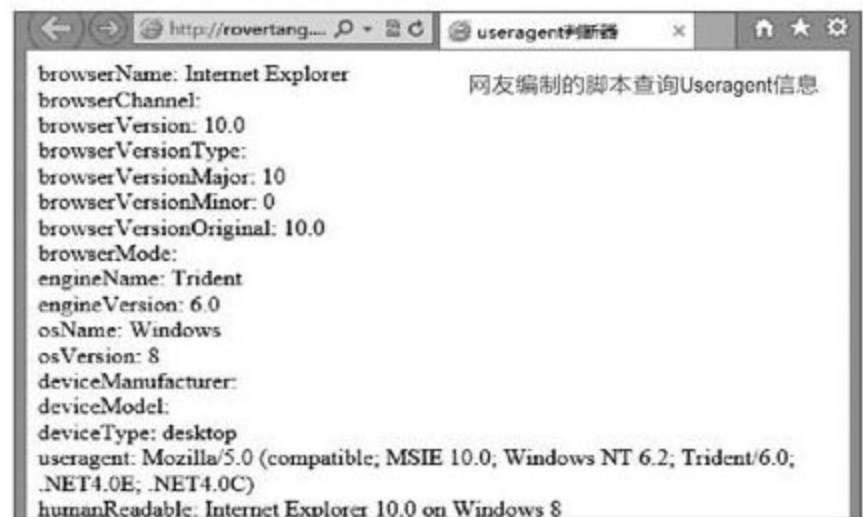 http://rovertang....
useragent判断器
网友编制的脚本查询Useragent信息
browserName: Internet Explorer
browserChannel:
browserVersion: 10.0
browserVersionType:
browserVersionMajor: 10
browserVersionMinor: 0
browserVersionOriginal: 10.0
browserMode:
engineName: Trident
engineVersion: 6.0
osName: Windows
osVersion: 8
deviceManufacturer:
deviceModel:
deviceType: desktop
useragent: Mozilla/5.0 (compatible; MSIE 10.0; Windows NT 6.2; Trident/6.0;
.NET4.0E; .NET4.0C)
humanReadable: Internet Explorer 10.0 on Windows 8